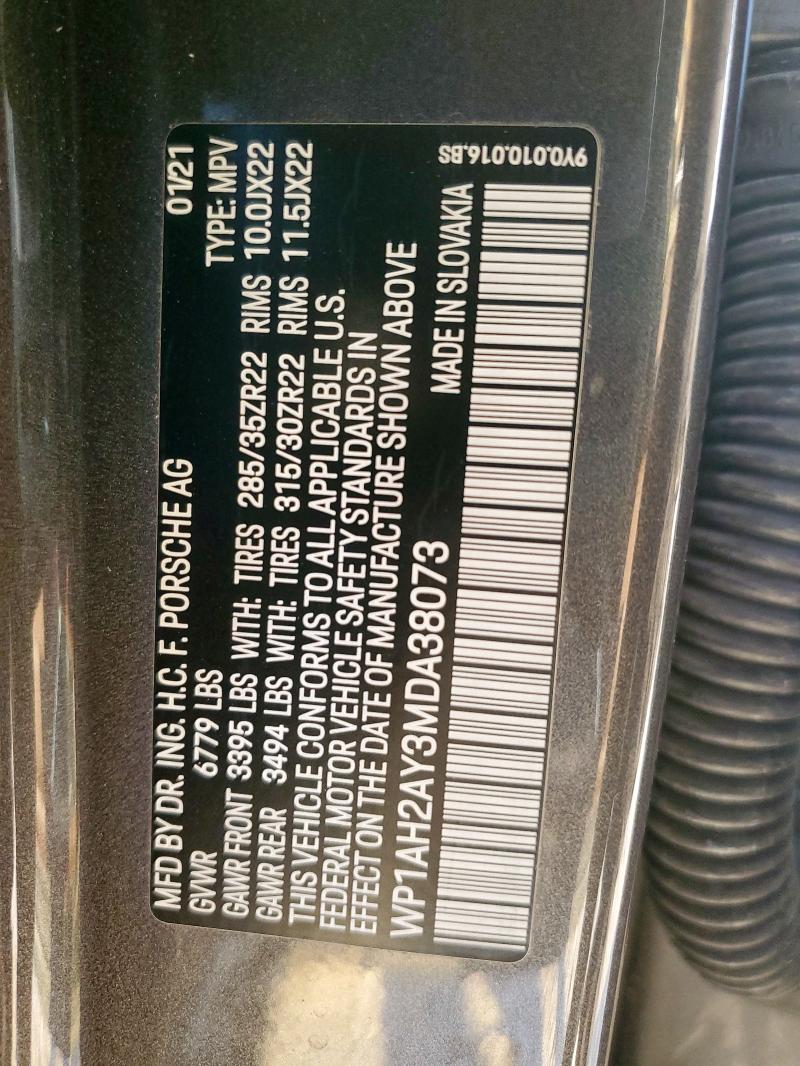 MFD BY DR. ING. H.C. F. PORSCHE AG 01/21
GVWR 6779 LBS TYPE: MPV
GAWR FRONT 3395 LBS WITH: TIRES 285/35ZR22 RIMS 10.0JX22
GAWR REAR 3494 LBS WITH: TIRES 315/30ZR22 RIMS 11.5JX22
THIS VEHICLE CONFORMS TO ALL APPLICABLE U.S.
FEDERAL MOTOR VEHICLE SAFETY STANDARDS IN
EFFECT ON THE DATE OF MANUFACTURE SHOWN ABOVE
WP1AH2AY3MDA38073 MADE IN SLOVAKIA
9Y0.010.016.BS